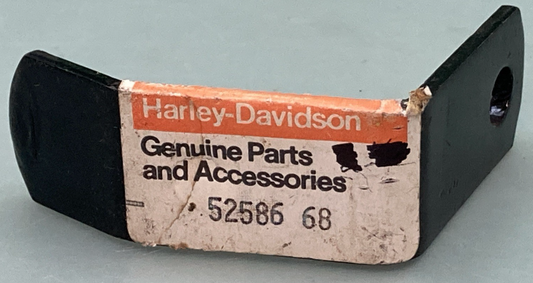 Harley-Davidson
Genuine Parts
and Accessories
52586 68